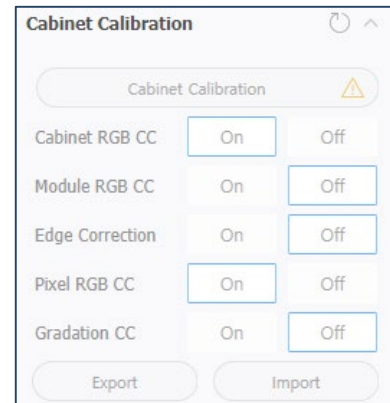 Cabinet Calibration
Cabinet Calibration
Cabinet RGB CC On Off
Module RGB CC On Off
Edge Correction On Off
Pixel RGB CC On Off
Gradation CC On Off
Export Import